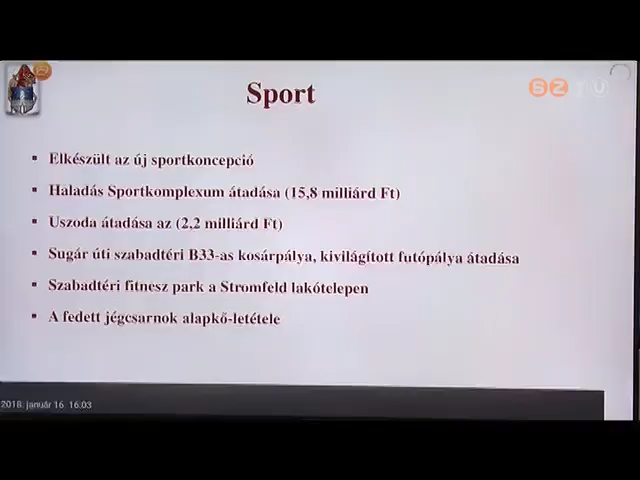 Sport
SZTV
▪ Elkészült az új sportkoncepció
▪ Haladás Sportkomplexum átadása (15,8 milliárd Ft)
▪ Uszoda átadása az (2,2 milliárd Ft)
▪ Sugár úti szabadtéri B33-as kosárpálya, kivilágított futópálya átadása
▪ Szabadtéri fitnesz park a Stromfeld lakótelepen
▪ A fedett jégcsarnok alapkő-letétele
2018. január 16. 16:03